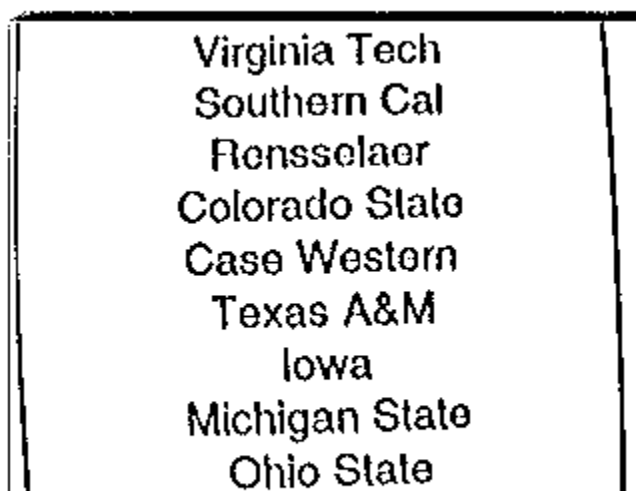 Virginia Tech
Southern Cal
Rensselaer
Colorado State
Case Western
Texas A&M
Iowa
Michigan State
Ohio State